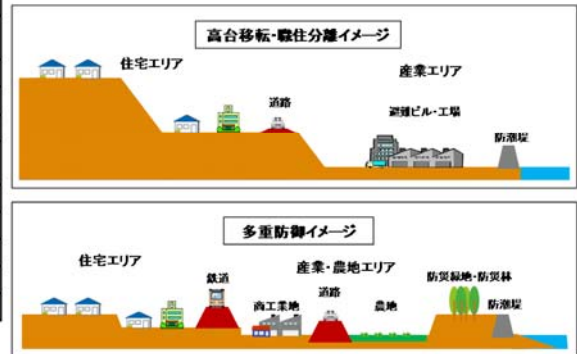 高台移転・職住分離イメージ
住宅エリア
産業エリア
道路
避難ビル・工場
防潮堤
多重防御イメージ
住宅エリア
産業・農地エリア
防災緑地・防災林
鉄道
商工業地
道路
農地
防潮堤